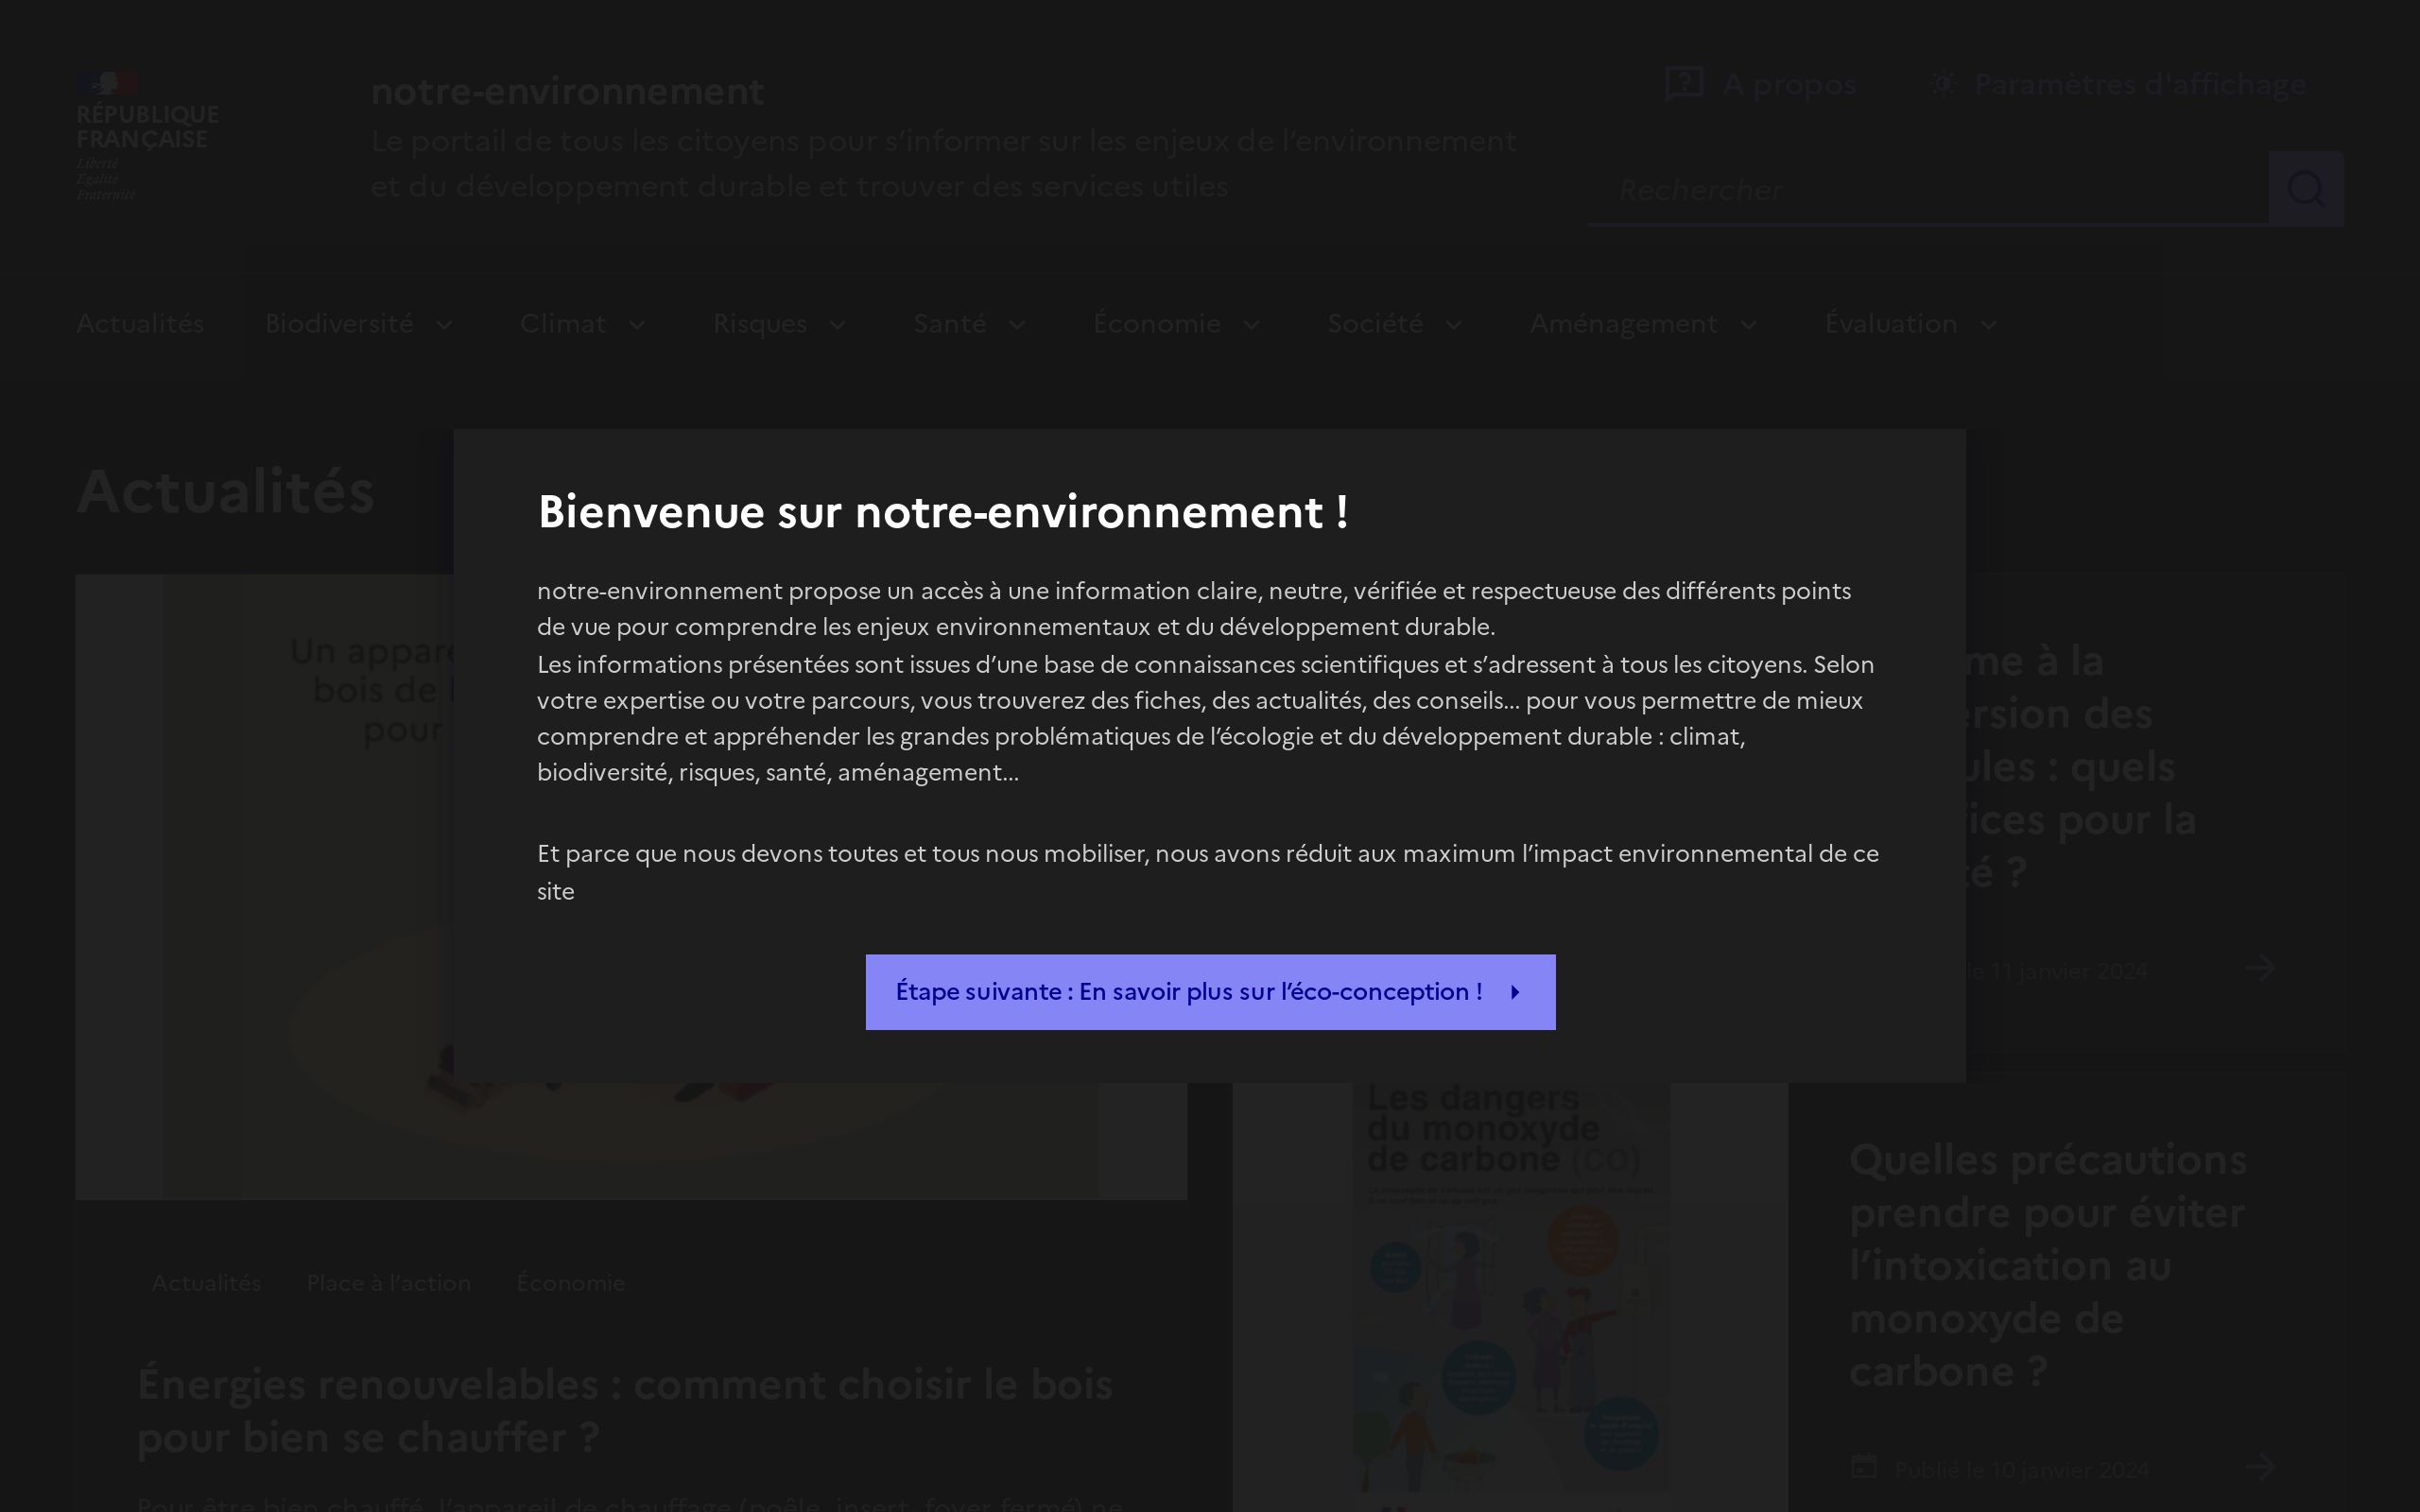 RÉPUBLIQUE
FRANÇAISE
Liberté
Égalité
Fraternité
notre-environnement
Le portail de tous les citoyens pour s’informer sur les enjeux de l’environnement
et du développement durable et trouver des services utiles
A propos
Paramètres d'affichage
Rechercher
Actualités
Biodiversité
Climat
Risques
Santé
Économie
Société
Aménagement
Évaluation
Actualités
Bienvenue sur notre-environnement !
notre-environnement propose un accès à une information claire, neutre, vérifiée et respectueuse des différents points
de vue pour comprendre les enjeux environnementaux et du développement durable.
Les informations présentées sont issues d’une base de connaissances scientifiques et s’adressent à tous les citoyens. Selon
votre expertise ou votre parcours, vous trouverez des fiches, des actualités, des conseils... pour vous permettre de mieux
comprendre et appréhender les grandes problématiques de l’écologie et du développement durable : climat,
biodiversité, risques, santé, aménagement...
Et parce que nous devons toutes et tous nous mobiliser, nous avons réduit aux maximum l’impact environnemental de ce
site
Étape suivante : En savoir plus sur l’éco-conception !
Un appare
bois de
pour
me à la
ersion des
ules : quels
fices pour la
té ?
le 11 janvier 2024
Actualités
Place à l’action
Économie
Énergies renouvelables : comment choisir le bois
pour bien se chauffer ?
Pour être bien chauffé, l’appareil de chauffage (poêle, insert, foyer fermé) ne
Les dangers
du monoxyde
de carbone (CO)
Quelles précautions
prendre pour éviter
l’intoxication au
monoxyde de
carbone ?
Publié le 10 janvier 2024